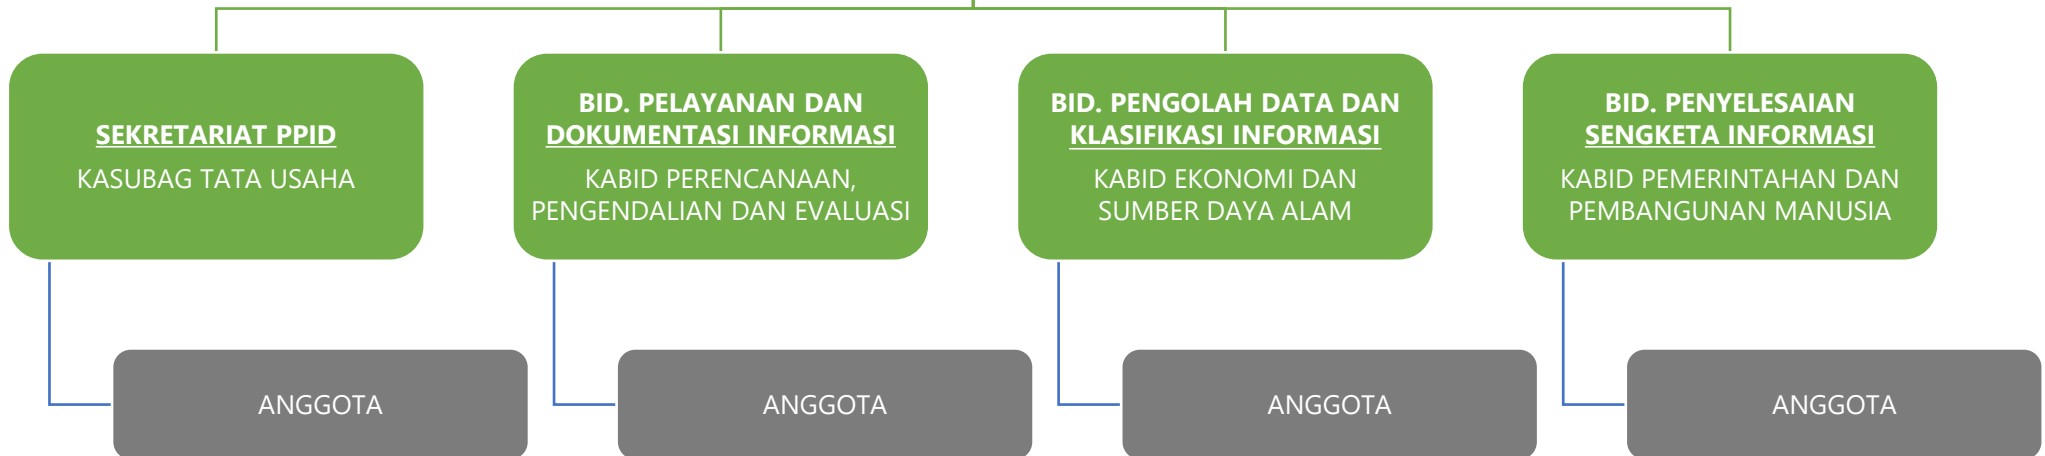 SEKRETARIAT PPID
KASUBAG TATA USAHA
BID. PELAYANAN DAN
DOKUMENTASI INFORMASI
KABID PERENCANAAN,
PENGENDALIAN DAN EVALUASI
BID. PENGOLAH DATA DAN
KLASIFIKASI INFORMASI
KABID EKONOMI DAN
SUMBER DAYA ALAM
BID. PENYELESAIAN
SENGKETA INFORMASI
KABID PEMERINTAHAN DAN
PEMBANGUNAN MANUSIA
ANGGOTA
ANGGOTA
ANGGOTA
ANGGOTA